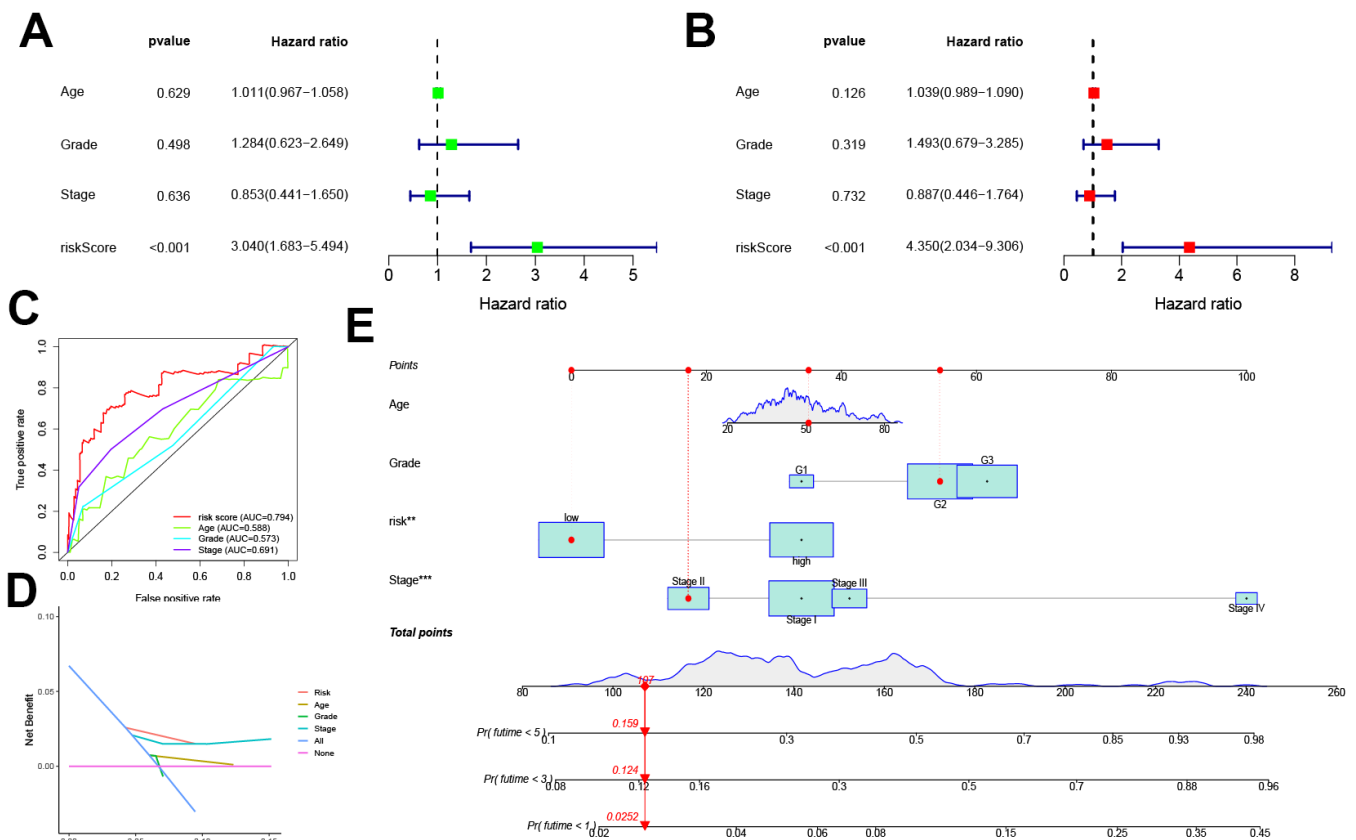 A
pvalue Hazard ratio
Age 0.629 1.011(0.967−1.058)
Grade 0.498 1.284(0.623−2.649)
Stage 0.636 0.853(0.441−1.650)
riskScore <0.001 3.040(1.683−5.494)
0 1 2 3 4 5
Hazard ratio
B
pvalue Hazard ratio
Age 0.126 1.039(0.989−1.090)
Grade 0.319 1.493(0.679−3.285)
Stage 0.732 0.887(0.446−1.764)
riskScore <0.001 4.350(2.034−9.306)
0 2 4 6 8
Hazard ratio
C
True positive rate
1.0
0.8
0.6
0.4
0.2
0.0
risk score (AUC=0.794)
Age (AUC=0.588)
Grade (AUC=0.573)
Stage (AUC=0.691)
0.0 0.2 0.4 0.6 0.8 1.0
False positive rate
D
Net Benefit
0.10
0.05
0.00
Risk
Age
Grade
Stage
All
None
E
Points
0 20 40 60 80 100
Age
20 50 80
Grade
G1 G3
G2
risk**
low
high
Stage***
Stage II Stage III
Stage I Stage IV
Total points
107
80 100 120 140 160 180 200 220 240 260
0.159
Pr( futime < 5)
0.1 0.3 0.5 0.7 0.85 0.93 0.98
0.124
Pr( futime < 3)
0.08 0.12 0.16 0.3 0.5 0.7 0.88 0.96
0.0252
Pr( futime < 1)
0.02 0.04 0.06 0.08 0.15 0.25 0.35 0.45